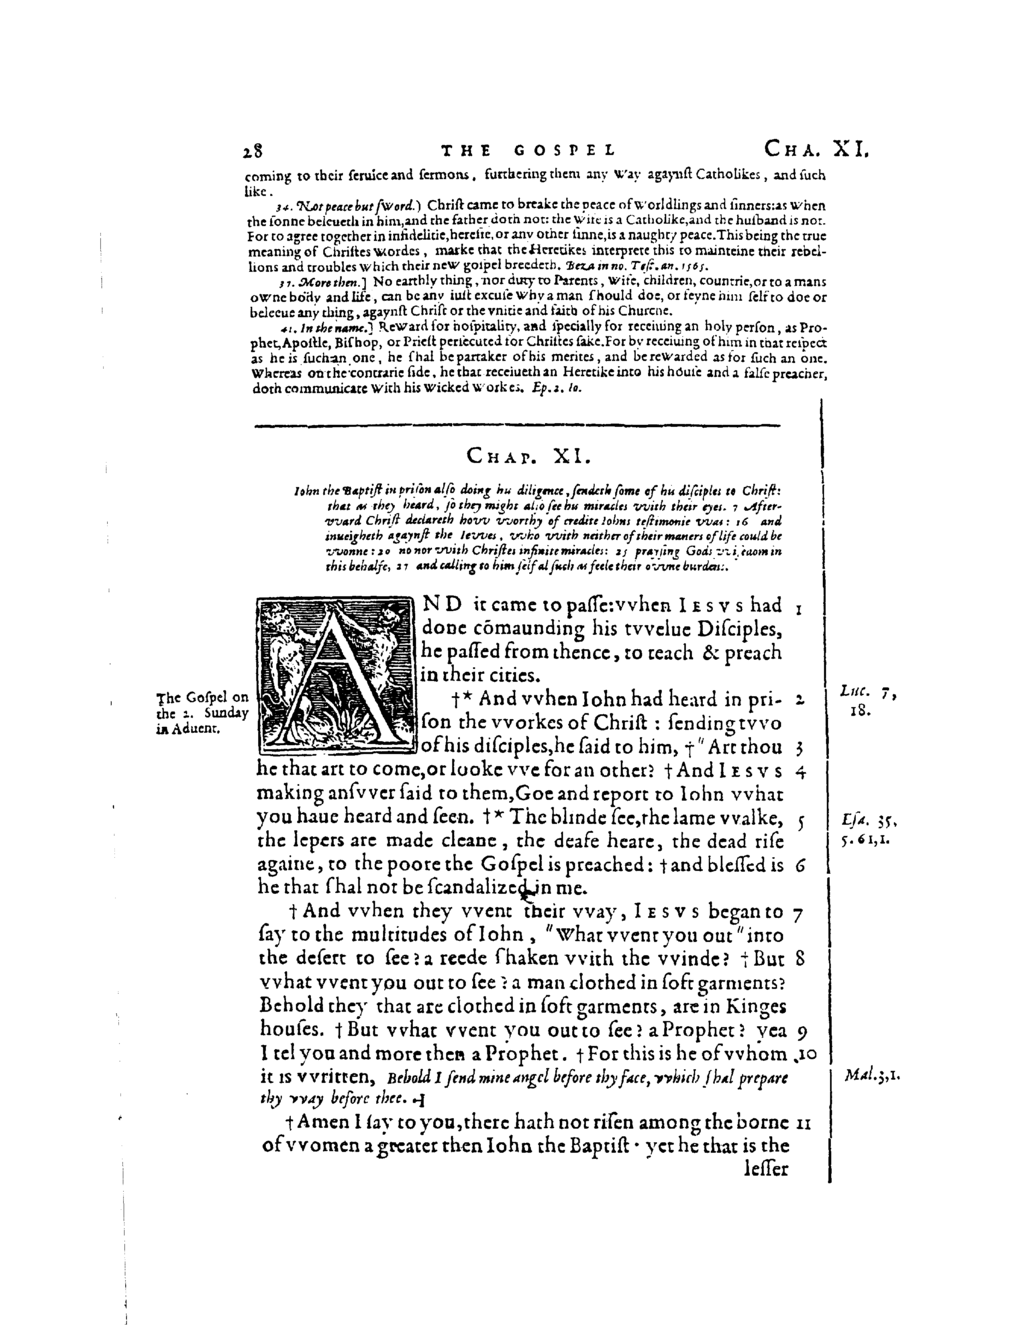 28 THE GOSPEL CHA. XI.
coming to their ſeruice and ſermons, furthering them any way agaynſt Catholikes, and ſuch
like.
34. Not peace but ſword.) Chriſt came to breake the peace of worldlings and ſinners: as when
the ſonne beleueth in him, and the father doth not: the wife is a Catholike, and the huſband is not.
For to agree together in infidelitie, hereſie, or any other ſinne, is a naughty peace. This being the true
meaning of Chriſtes wordes, marke that the Heretikes interprete this to mainteine their rebel-
lions and troubles which their new goſpel breedeth. Beza in no. Teſt. an. 1565.
37. More then.] No earthly thing, nor duty to Parents, wife, children, countrie, or to a mans
owne body and life, can be any iuſt excuſe why a man ſhould doe, or feyne him ſelf to doe or
beleeue any thing, agaynſt Chriſt or the vnitie and faith of his Churche.
41. In the name.] Reward for hoſpitality, and ſpecially for receiuing an holy perſon, as Pro-
phet, Apoſtle, Biſhop, or Prieſt perſecuted for Chriſtes ſake. For by receiuing of him in that reſpect
as he is ſuch an one, he ſhal be partaker of his merites, and be rewarded as for ſuch an one.
Whereas on the contrarie ſide, he that receiueth an Heretike into his houſe and a falſe preacher,
doth communicate with his wicked workes. Ep. 2. Io.
CHAP. XI.
Iohn the Baptiſt in priſon alſo doing his diligence, ſendeth ſome of his diſciples to Chriſt:
that as they heard, ſo they might alſo ſee his miracles vvith their eyes. 7 After-
vvard Chriſt declareth hovv vvorthy of credite Iohns teſtimonie vvas: 16 and
inueigheth agaynſt the Ievves, vvho vvith neither of their maners of life could be
vvonne: 20 no nor vvith Chriſtes infinite miracles: 25 prayſing Gods vviſedom in
this behalfe, 27 and calling to him ſelf al ſuch as feele their ovvne burdens.
AND it came to paſſe: vvhen IESVS had 1
done cōmaunding his tvvelue Diſciples,
he paſſed from thence, to teach & preach
in their cities.
†* And vvhen Iohn had heard in pri- 2
ſon the vvorkes of Chriſt: ſending tvvo
of his diſciples, he ſaid to him, †" Art thou 3
he that art to come, or looke vve for an other? † And IESVS 4
making anſvver ſaid to them, Goe and report to Iohn vvhat
you haue heard and ſeen. †* The blinde ſee, the lame vvalke, 5
the lepers are made cleane, the deafe heare, the dead riſe
againe, to the poore the Goſpel is preached: † and bleſſed is 6
he that ſhal not be ſcandalized in me.
† And vvhen they vvent their vvay, IESVS began to 7
ſay to the multitudes of Iohn, "What vvent you out "into
the deſert to ſee? a reede ſhaken vvith the vvinde? † But 8
vvhat vvent you out to ſee? a man clothed in ſoft garments?
Behold they that are clothed in ſoft garments, are in Kinges
houſes. † But vvhat vvent you out to ſee? a Prophet? yea 9
I tel you and more then a Prophet. † For this is he of vvhom 10
it is vvritten, Behold I ſend mine angel before thy face, vvhich ſhal prepare
thy vvay before thee. ⊣
† Amen I ſay to you, there hath not riſen among the borne 11
of vvomen a greater then Iohn the Baptiſt· yet he that is the
leſſer
The Goſpel on
the 2. Sunday
in Aduent.
Luc. 7,
18.
Eſa. 35,
5. 61,1.
Mal.3,1.